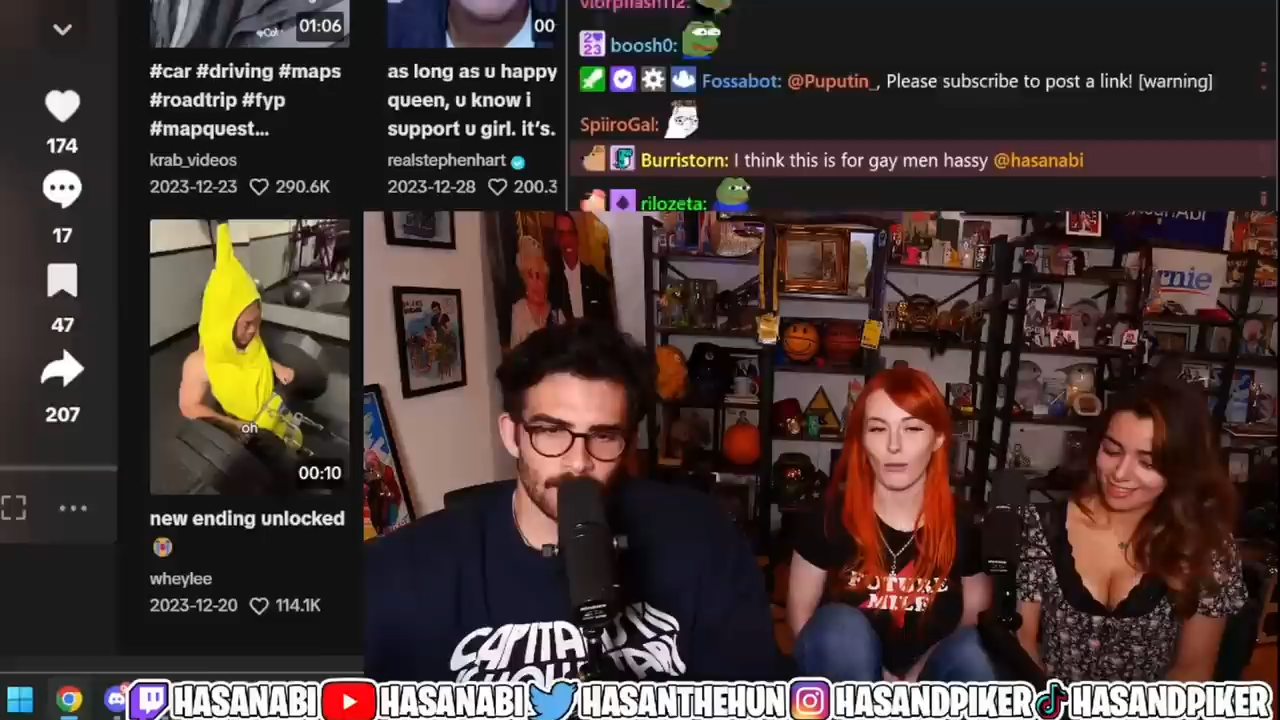 01:06
00
#car #driving #maps
#roadtrip #fyp
#mapquest...
krab_videos
2023-12-23 290.6K
as long as u happy
queen, u know i
support u girl. it's.
realstephenhart
2023-12-28 200.3
174
17
47
207
oh
00:10
new ending unlocked
wheylee
2023-12-20 114.1K
boosh0:
Fossabot: @Puputin_, Please subscribe to post a link! [warning]
SpiiroGal:
Burristorn: I think this is for gay men hassy @hasanabi
rilozeta:
FUTURE
MILF
HASANABI HASANABI HASANTHEHUN HASANDPIKER HASANDPIKER